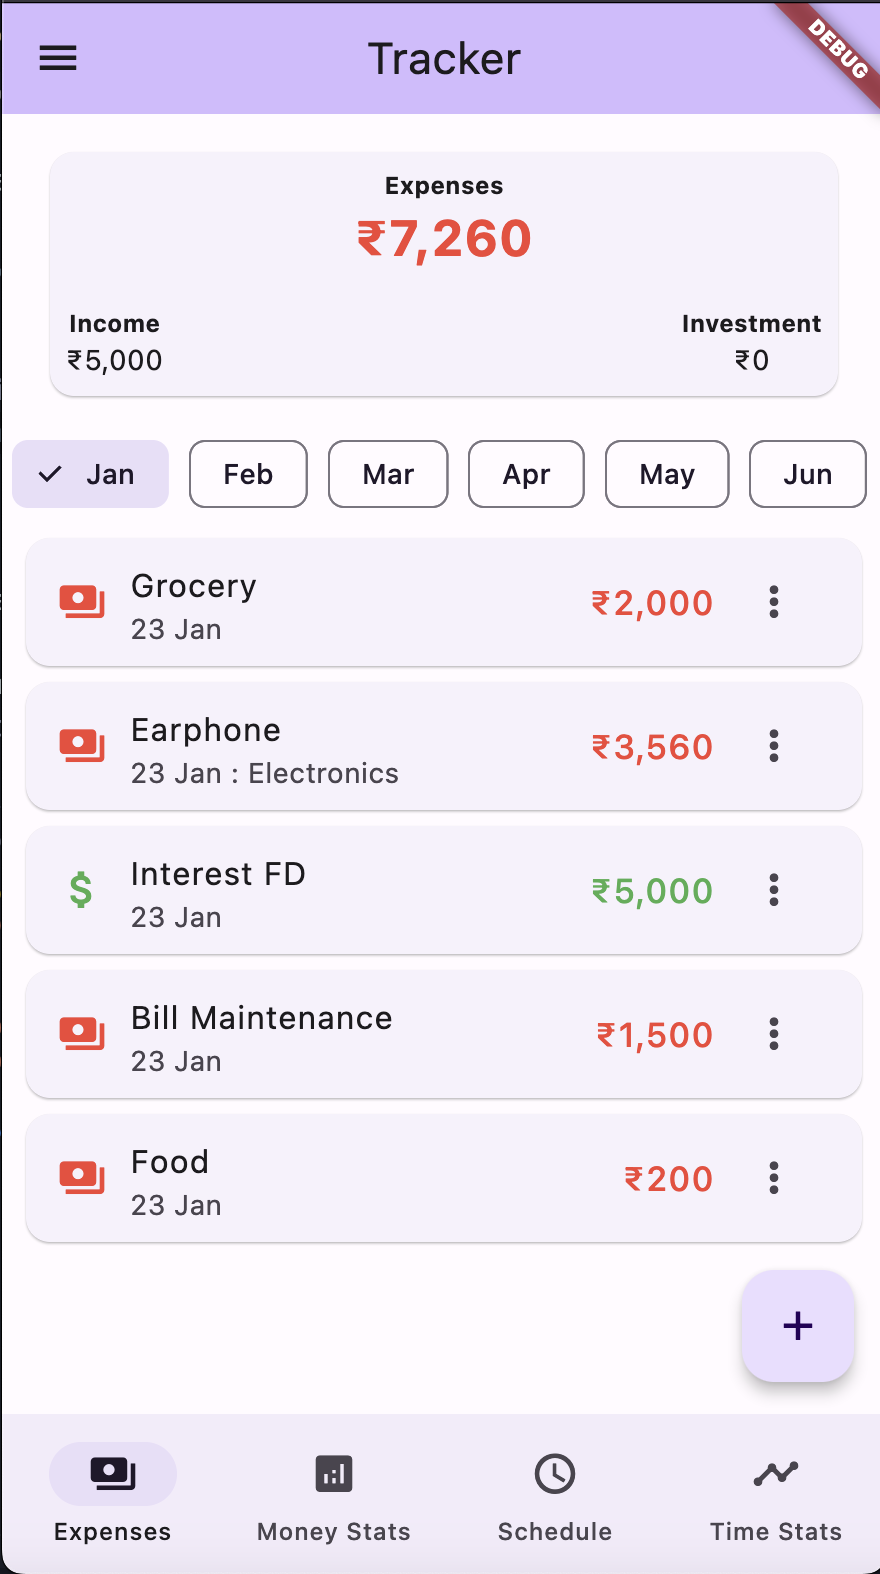 Tracker
DEBUG
Expenses
₹7,260
Income
Investment
₹5,000
₹0
Jan
Feb
Mar
Apr
May
Jun
Grocery
23 Jan
₹2,000
Earphone
23 Jan : Electronics
₹3,560
$
Interest FD
23 Jan
₹5,000
Bill Maintenance
23 Jan
₹1,500
Food
23 Jan
₹200
+
Expenses
Money Stats
Schedule
Time Stats